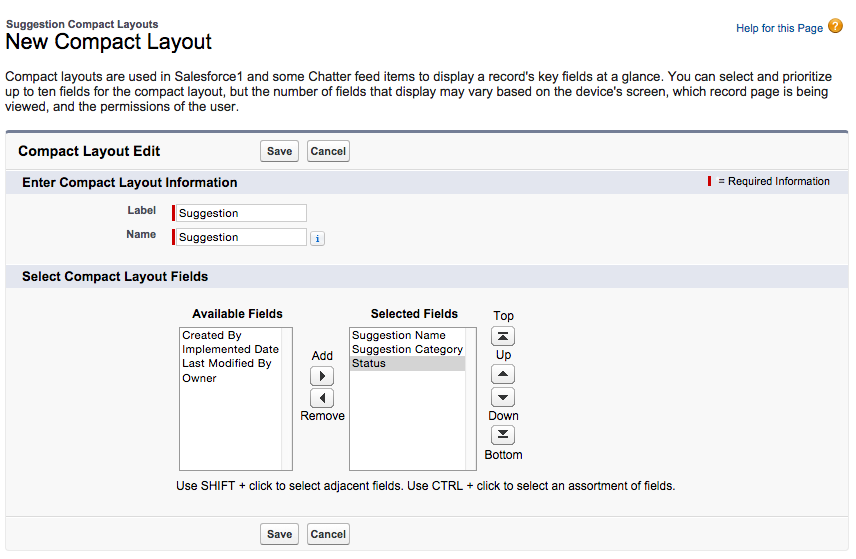 Suggestion Compact Layouts
New Compact Layout
Help for this Page ?
Compact layouts are used in Salesforce1 and some Chatter feed items to display a record's key fields at a glance. You can select and prioritize
up to ten fields for the compact layout, but the number of fields that display may vary based on the device's screen, which record page is being
viewed, and the permissions of the user.
Compact Layout Edit
Save
Cancel
Enter Compact Layout Information
= Required Information
Label
Suggestion
Name
Suggestion
i
Select Compact Layout Fields
Available Fields
Created By
Implemented Date
Last Modified By
Owner
Add
Remove
Selected Fields
Suggestion Name
Suggestion Category
Status
Top
Up
Down
Bottom
Use SHIFT + click to select adjacent fields. Use CTRL + click to select an assortment of fields.
Save
Cancel